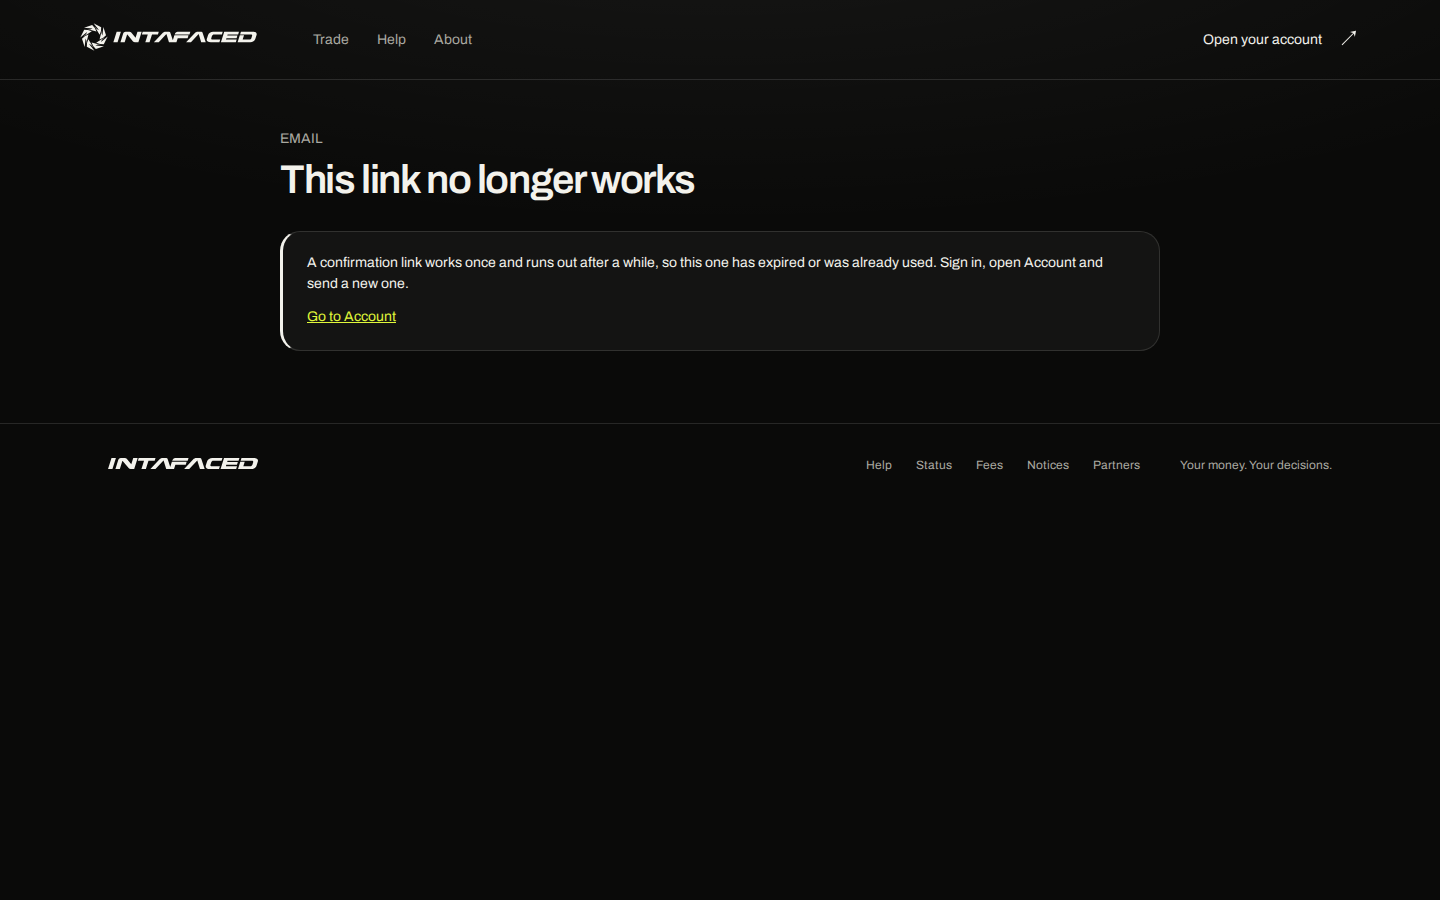 INTAFACED
Trade
Help
About
Open your account
EMAIL
This link no longer works
A confirmation link works once and runs out after a while, so this one has expired or was already used. Sign in, open Account and
send a new one.
Go to Account
INTAFACED
Help
Status
Fees
Notices
Partners
Your money. Your decisions.